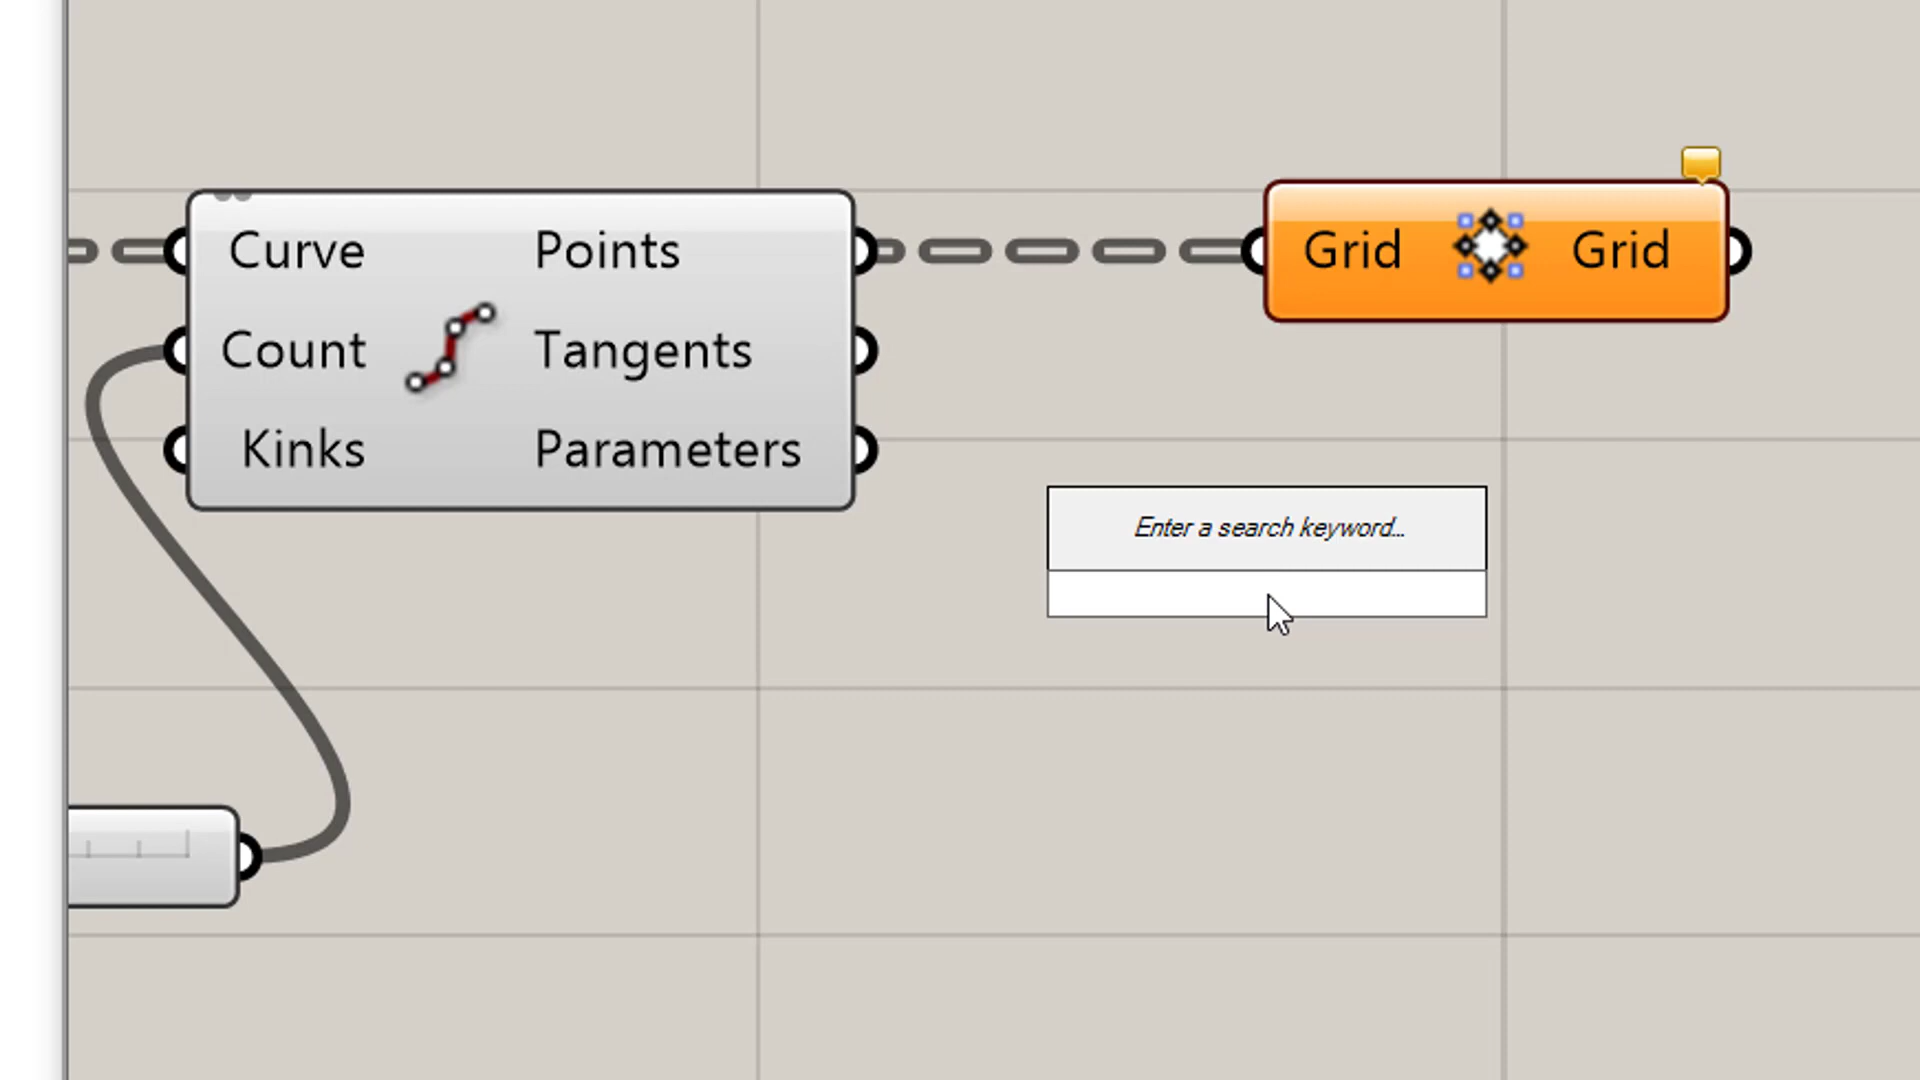 Curve
Points
Grid
Grid
Count
Tangents
Kinks
Parameters
Enter a search keyword...